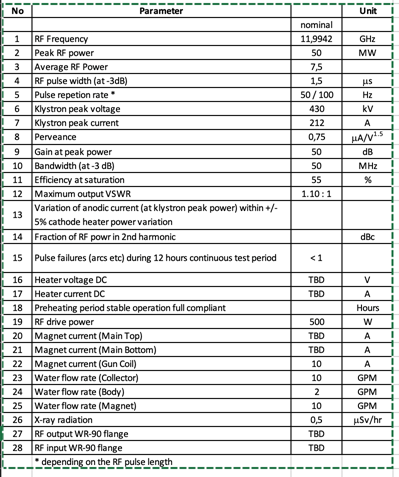 No Parameter Unit
nominal
1 RF Frequency 11,9942 GHz
2 Peak RF power 50 MW
3 Average RF Power 7,5
4 RF pulse width (at -3dB) 1,5 μs
5 Pulse repetion rate * 50 / 100 Hz
6 Klystron peak voltage 430 kV
7 Klystron peak current 212 A
8 Perveance 0,75 μA/V1.5
9 Gain at peak power 50 dB
10 Bandwidth (at -3 dB) 50 MHz
11 Efficiency at saturation 55 %
12 Maximum output VSWR 1.10 : 1
13 Variation of anodic current (at klystron peak power) within +/-
5% cathode heater power variation
14 Fraction of RF powr in 2nd harmonic dBc
15 Pulse failures (arcs etc) during 12 hours continuous test period < 1
16 Heater voltage DC TBD V
17 Heater current DC TBD A
18 Preheating period stable operation full compliant Hours
19 RF drive power 500 W
20 Magnet current (Main Top) TBD A
21 Magnet current (Main Bottom) TBD A
22 Magnet current (Gun Coil) 10 A
23 Water flow rate (Collector) 10 GPM
24 Water flow rate (Body) 2 GPM
25 Water flow rate (Magnet) 10 GPM
26 X-ray radiation 0,5 μSv/hr
27 RF output WR-90 flange TBD
28 RF input WR-90 flange TBD
* depending on the RF pulse length